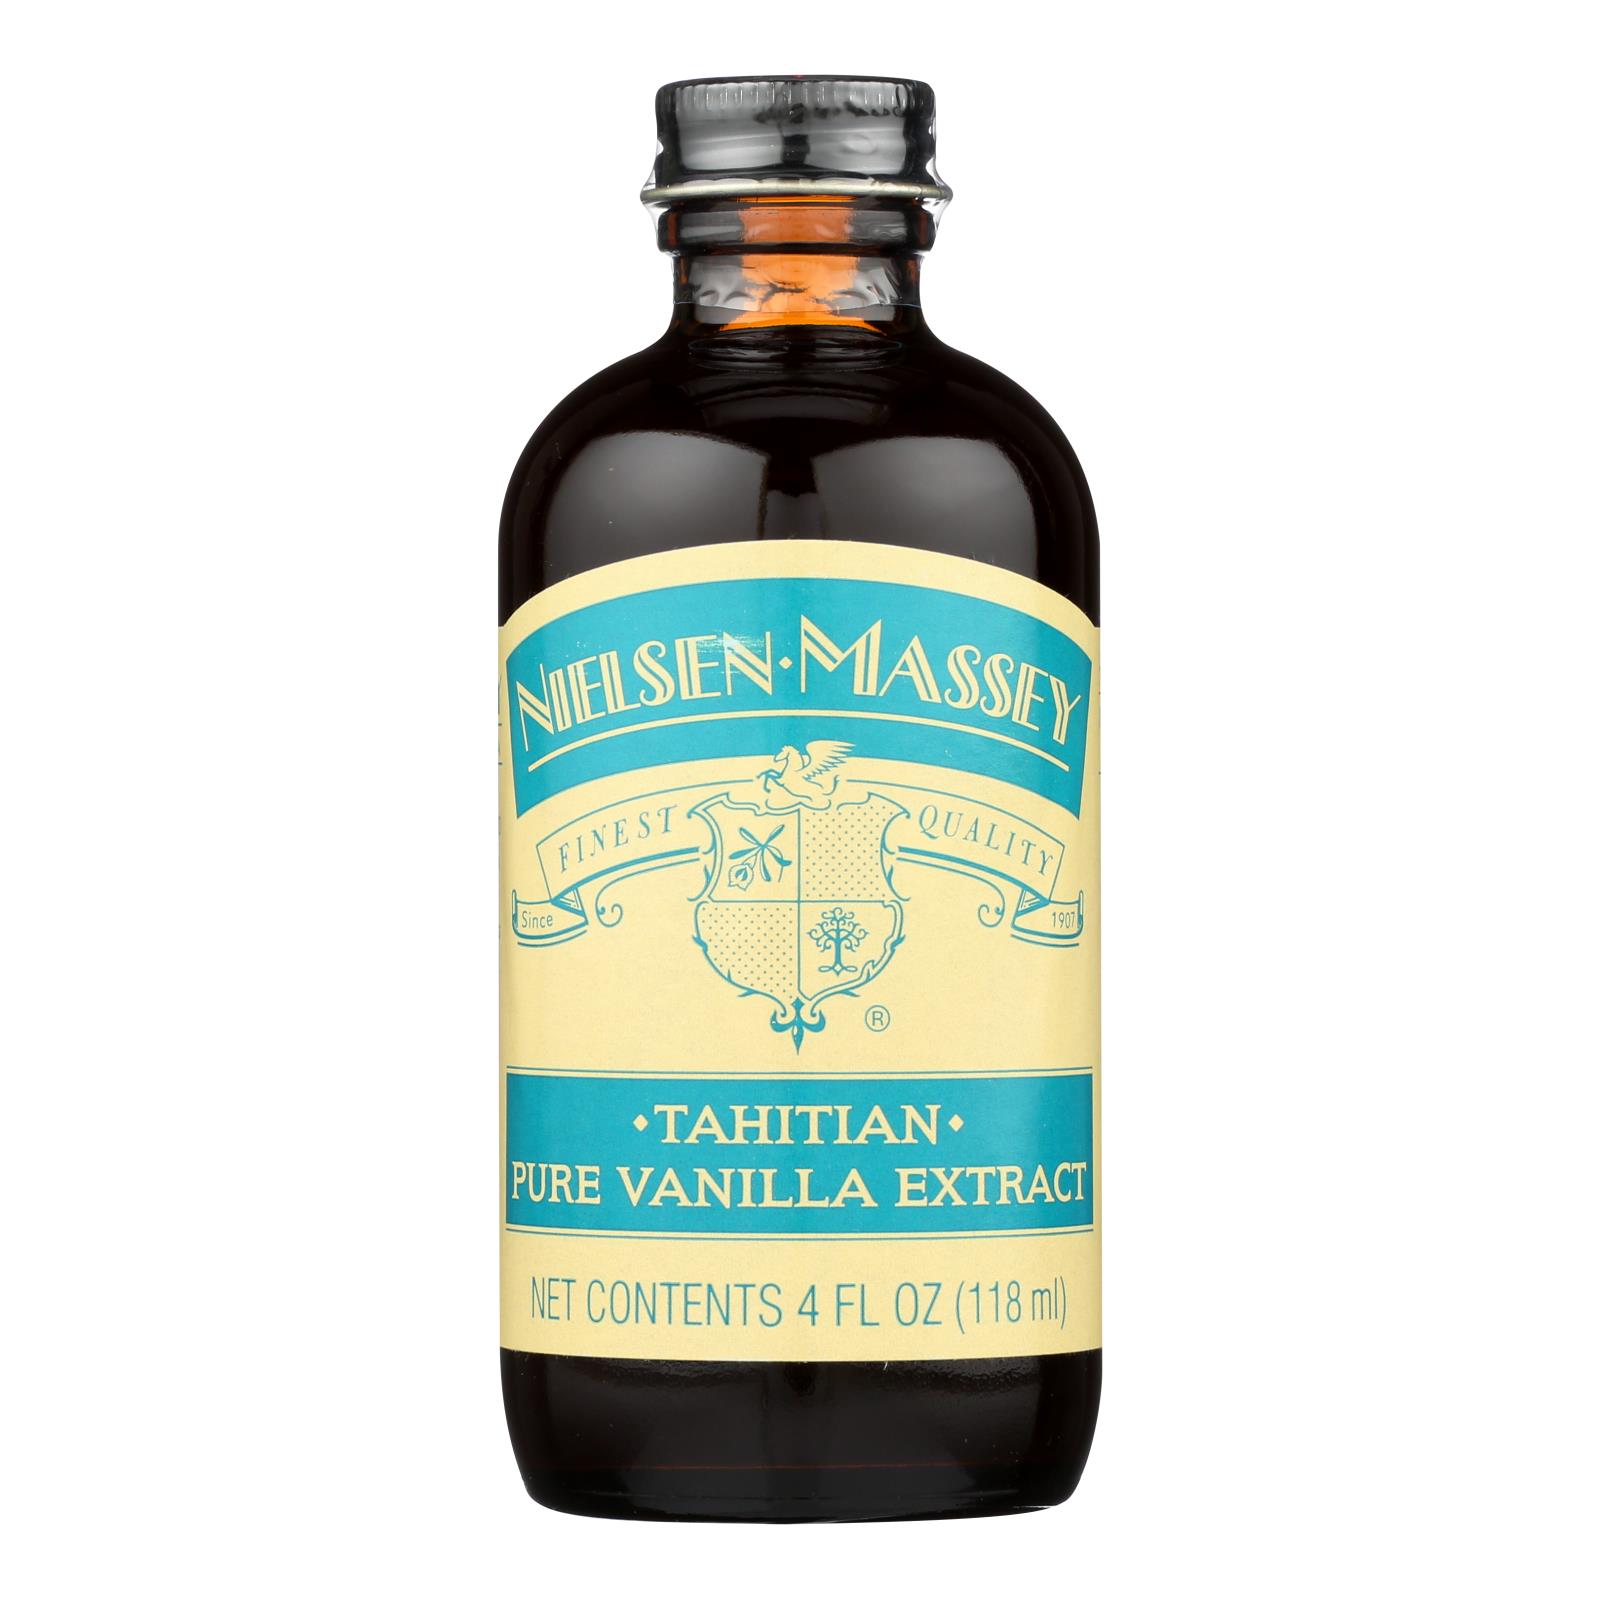 NIELSEN·MASSEY
FINEST QUALITY
Since 1907
®
·TAHITIAN·
PURE VANILLA EXTRACT
NET CONTENTS 4 FL OZ (118 ml)